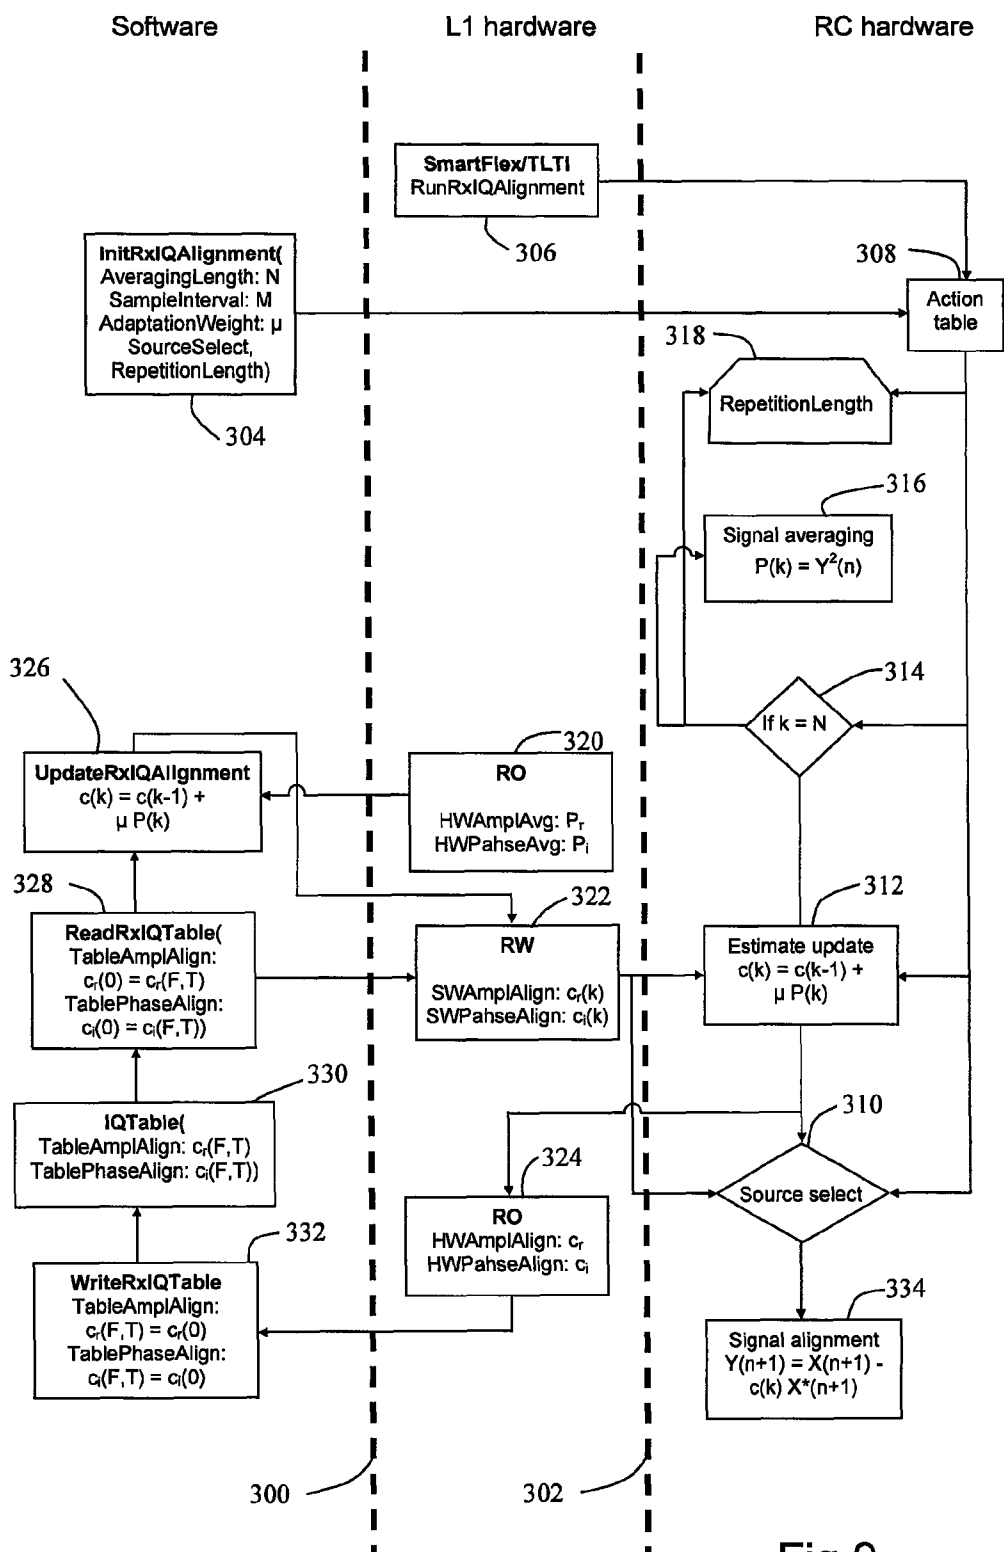 Software
L1 hardware
RC hardware
SmartFlex/TLTI
RunRxIQAlignment
306
InitRxIQAlignment(
AveragingLength: N
SampleInterval: M
AdaptationWeight: µ
SourceSelect,
RepetitionLength)
304
308
Action
table
318
RepetitionLength
316
Signal averaging
P(k) = Y²(n)
314
If k = N
326
UpdateRxIQAlignment
c(k) = c(k-1) +
µ P(k)
320
RO
HWAmplAvg: Pᵣ
HWPahseAvg: Pᵢ
328
ReadRxIQTable(
TableAmplAlign:
cᵣ(0) = cᵣ(F,T)
TablePhaseAlign:
cᵢ(0) = cᵢ(F,T))
322
RW
SWAmplAlign: cᵣ(k)
SWPahseAlign: cᵢ(k)
312
Estimate update
c(k) = c(k-1) +
µ P(k)
330
IQTable(
TableAmplAlign: cᵣ(F,T)
TablePhaseAlign: cᵢ(F,T))
310
Source select
324
RO
HWAmplAlign: cᵣ
HWPahseAlign: cᵢ
332
WriteRxIQTable
TableAmplAlign:
cᵣ(F,T) = cᵣ(0)
TablePhaseAlign:
cᵢ(F,T) = cᵢ(0)
334
Signal alignment
Y(n+1) = X(n+1) -
c(k) X*(n+1)
300
302